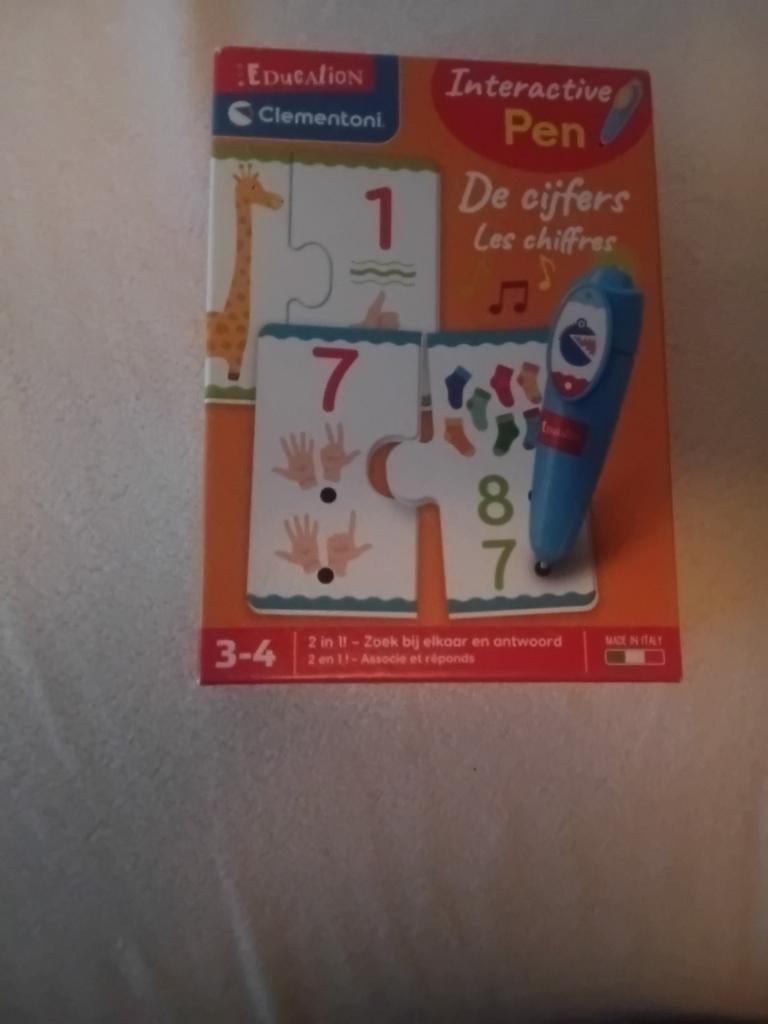 EDUCATION
Clementoni
Interactive
Pen
De cijfers
Les chiffres
1
7
8
7
Education
3-4
2 in 1! – Zoek bij elkaar en antwoord
2 en 1 ! – Associe et réponds
MADE IN ITALY